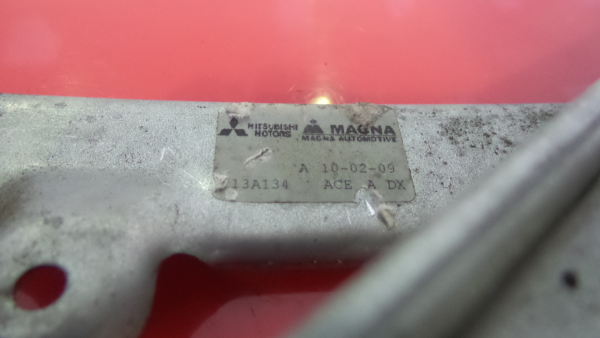 MITSUBISHI MOTORS MAGNA
MAGNA AUTOMOTIVE
A 10-02-09
13A134 ACE A DX